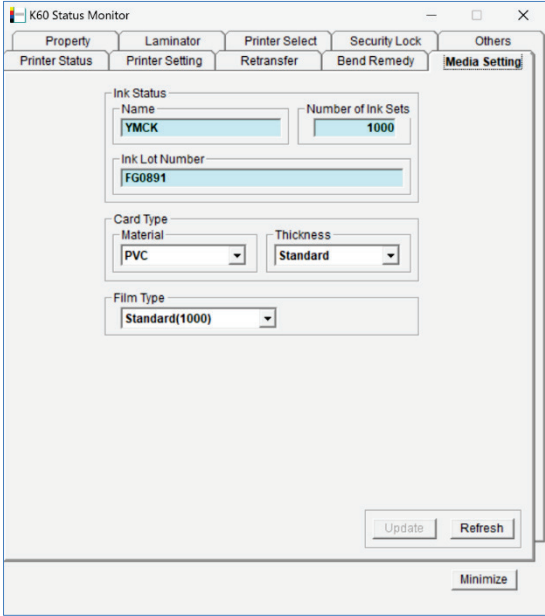 K60 Status Monitor
Property Laminator Printer Select Security Lock Others
Printer Status Printer Setting Retransfer Bend Remedy Media Setting
Ink Status
Name Number of Ink Sets
YMCK 1000
Ink Lot Number
FG0891
Card Type
Material Thickness
PVC Standard
Film Type
Standard(1000)
Update Refresh
Minimize